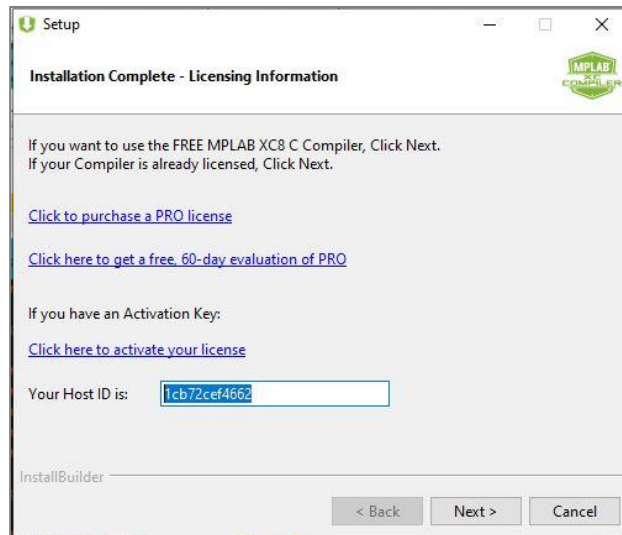 Setup
Installation Complete - Licensing Information
MPLAB
XC
COMPILER
If you want to use the FREE MPLAB XC8 C Compiler, Click Next.
If your Compiler is already licensed, Click Next.
Click to purchase a PRO license
Click here to get a free, 60-day evaluation of PRO
If you have an Activation Key:
Click here to activate your license
Your Host ID is: 1cb72cef4662
InstallBuilder
< Back Next > Cancel